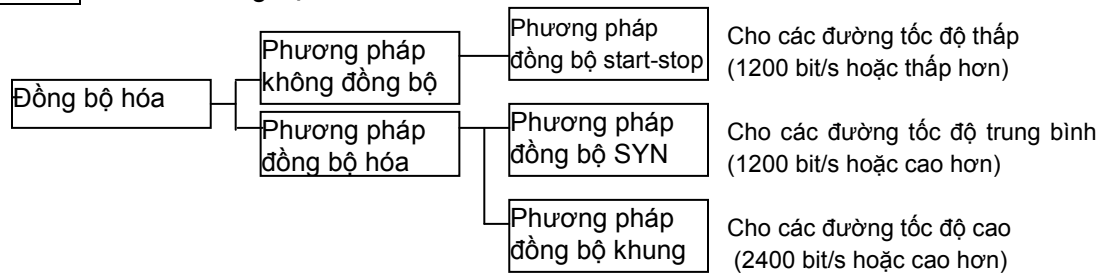 Phương pháp
đồng bộ start-stop
Cho các đường tốc độ thấp
(1200 bit/s hoặc thấp hơn)
Phương pháp
không đồng bộ
Đồng bộ hóa
Phương pháp
đồng bộ hóa
Phương pháp
đồng bộ SYN
Cho các đường tốc độ trung bình
(1200 bit/s hoặc cao hơn)
Phương pháp
đồng bộ khung
Cho các đường tốc độ cao
(2400 bit/s hoặc cao hơn)